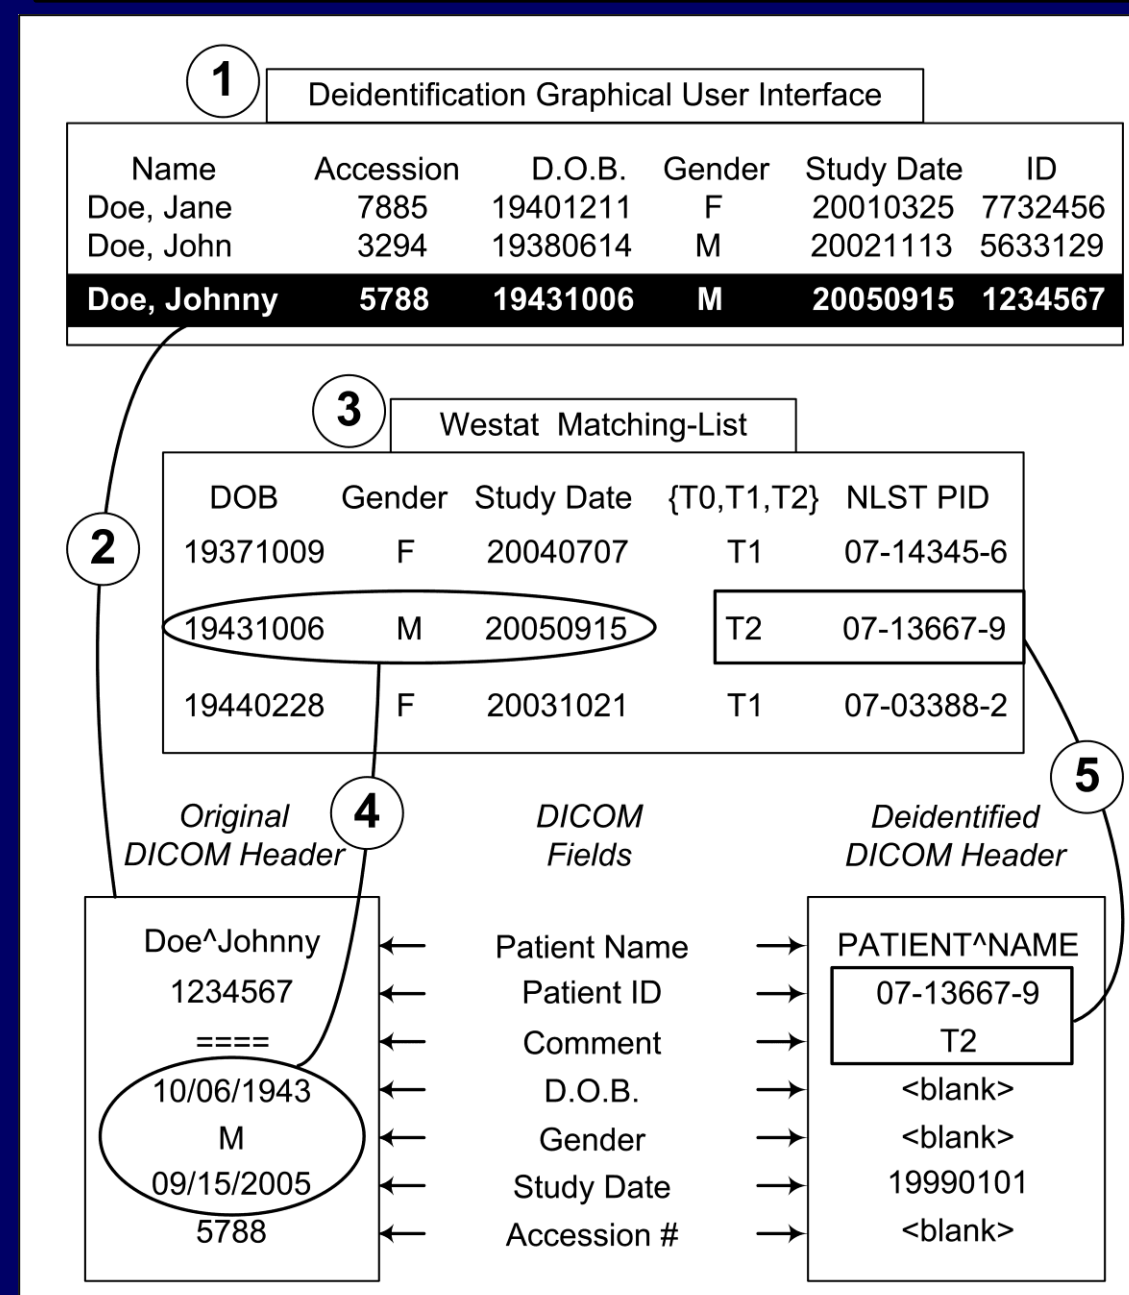 1
Deidentification Graphical User Interface
Name Accession D.O.B. Gender Study Date ID
Doe, Jane 7885 19401211 F 20010325 7732456
Doe, John 3294 19380614 M 20021113 5633129
Doe, Johnny 5788 19431006 M 20050915 1234567
3
Westat Matching-List
DOB Gender Study Date {T0,T1,T2} NLST PID
2
19371009 F 20040707 T1 07-14345-6
19431006 M 20050915 T2 07-13667-9
19440228 F 20031021 T1 07-03388-2
5
4
Original DICOM Deidentified
DICOM Header Fields DICOM Header
Doe^Johnny Patient Name PATIENT^NAME
1234567 Patient ID 07-13667-9
==== Comment T2
10/06/1943 D.O.B. <blank>
M Gender <blank>
09/15/2005 Study Date 19990101
5788 Accession # <blank>